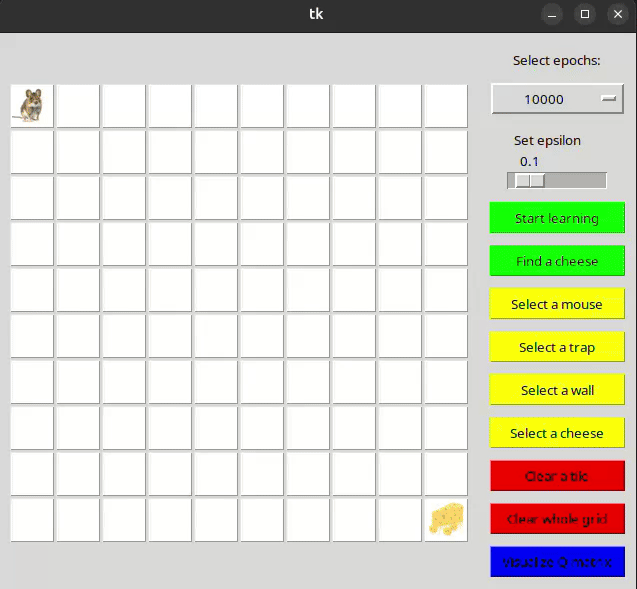 tk
Select epochs:
10000
Set epsilon
0.1
Start learning
Find a cheese
Select a mouse
Select a trap
Select a wall
Select a cheese
Clear a tile
Clear whole grid
Visualize Q matrix